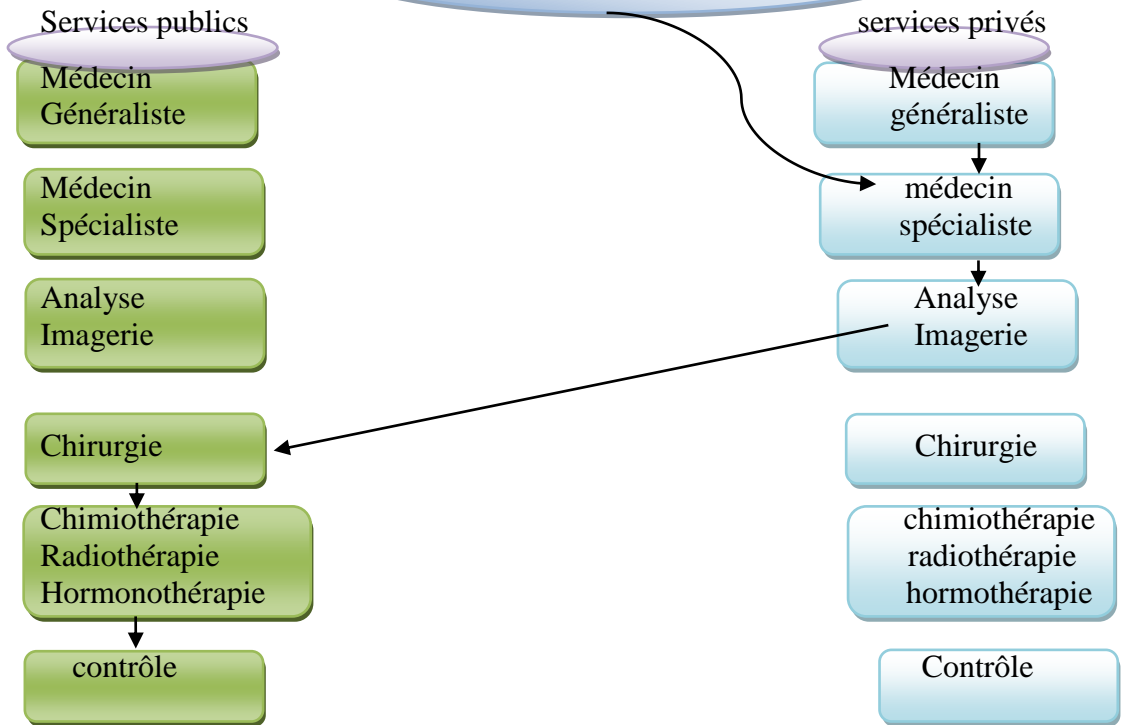 Services publics
Médecin
Généraliste
Médecin
Spécialiste
Analyse
Imagerie
Chirurgie
Chimiothérapie
Radiothérapie
Hormonothérapie
contrôle
services privés
Médecin
généraliste
médecin
spécialiste
Analyse
Imagerie
Chirurgie
chimiothérapie
radiothérapie
hormothérapie
Contrôle